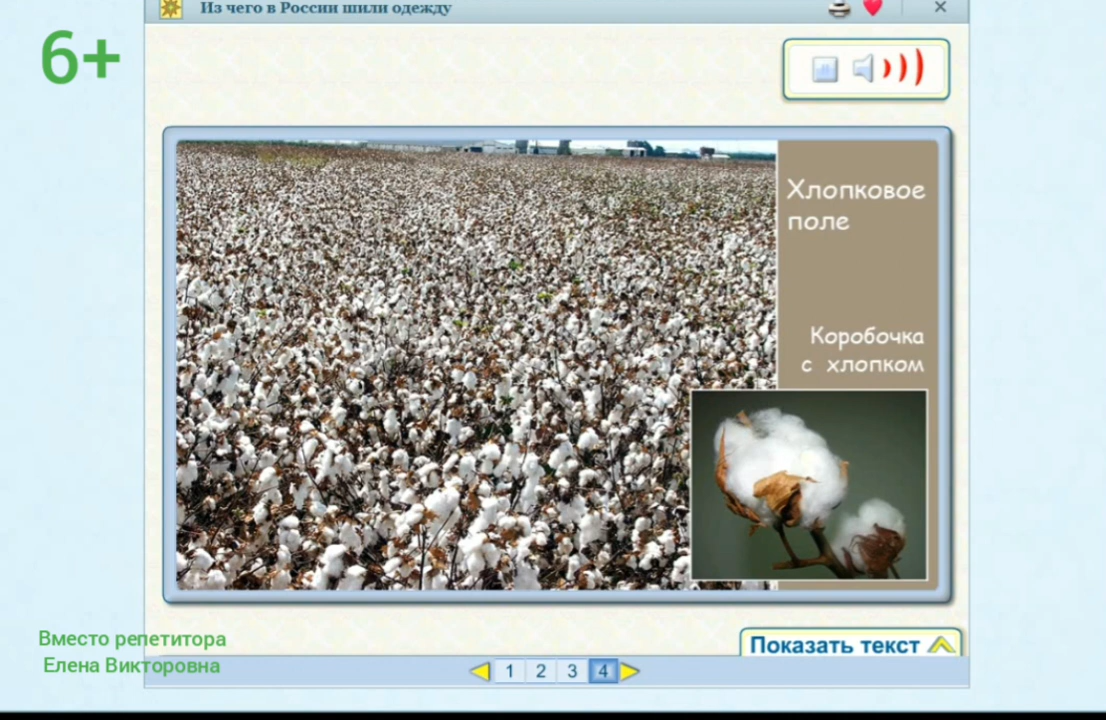 Из чего в России шили одежду
6+
Хлопковое
поле
Коробочка
с хлопком
Показать текст
Вместо репетитора
Елена Викторовна
1 2 3 4